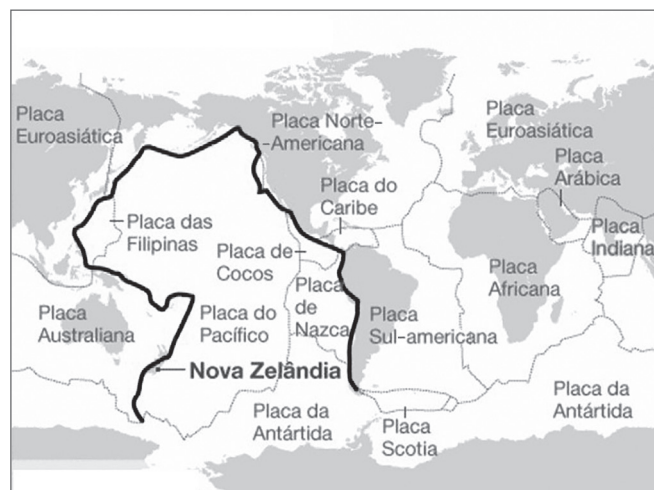 Placa
Euroasiática
Placa Norte-
-Americana
Placa
Euroasiática
Placa
Arábica
Placa do
Caribe
Placa das
Filipinas
Placa
Indiana
Placa de
Cocos
Placa
Africana
Placa
de
Nazca
Placa
Australiana
Placa do
Pacífico
Placa
Sul-americana
Nova Zelândia
Placa da
Antártida
Placa da
Antártida
Placa
Scotia